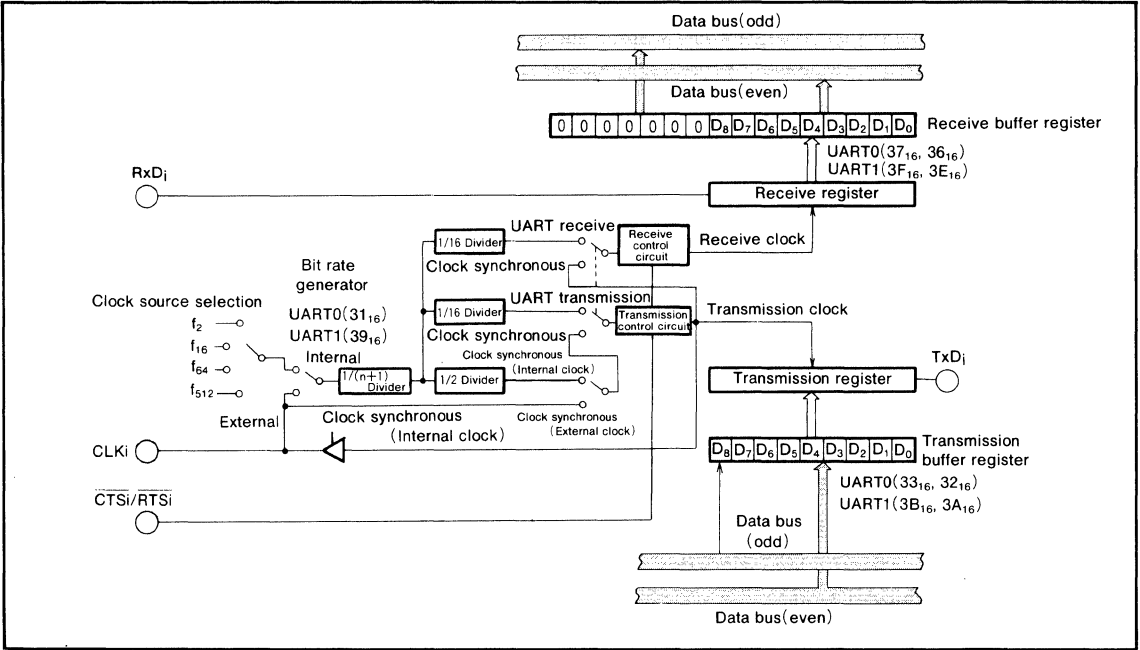 Data bus(odd)
Data bus(even)
0 0 0 0 0 0 0 D8 D7 D6 D5 D4 D3 D2 D1 D0
Receive buffer register
UART0(37₁₆, 36₁₆)
UART1(3F₁₆, 3E₁₆)
RxDi
Receive register
UART receive
1/16 Divider
Receive
control
circuit
Receive clock
Clock synchronous
Bit rate
generator
Clock source selection
UART0(31₁₆)
UART1(39₁₆)
UART transmission
1/16 Divider
Transmission
control circuit
Transmission clock
Clock synchronous
f₂
f₁₆
f₆₄
f₅₁₂
Internal
1/(n+1)
Divider
1/2 Divider
Clock synchronous
(Internal clock)
TxDi
Transmission register
External
Clock synchronous
(Internal clock)
Clock synchronous
(External clock)
CLKi
D8 D7 D6 D5 D4 D3 D2 D1 D0
Transmission
buffer register
UART0(33₁₆, 32₁₆)
UART1(3B₁₆, 3A₁₆)
CTSi/RTSi
Data bus
(odd)
Data bus(even)